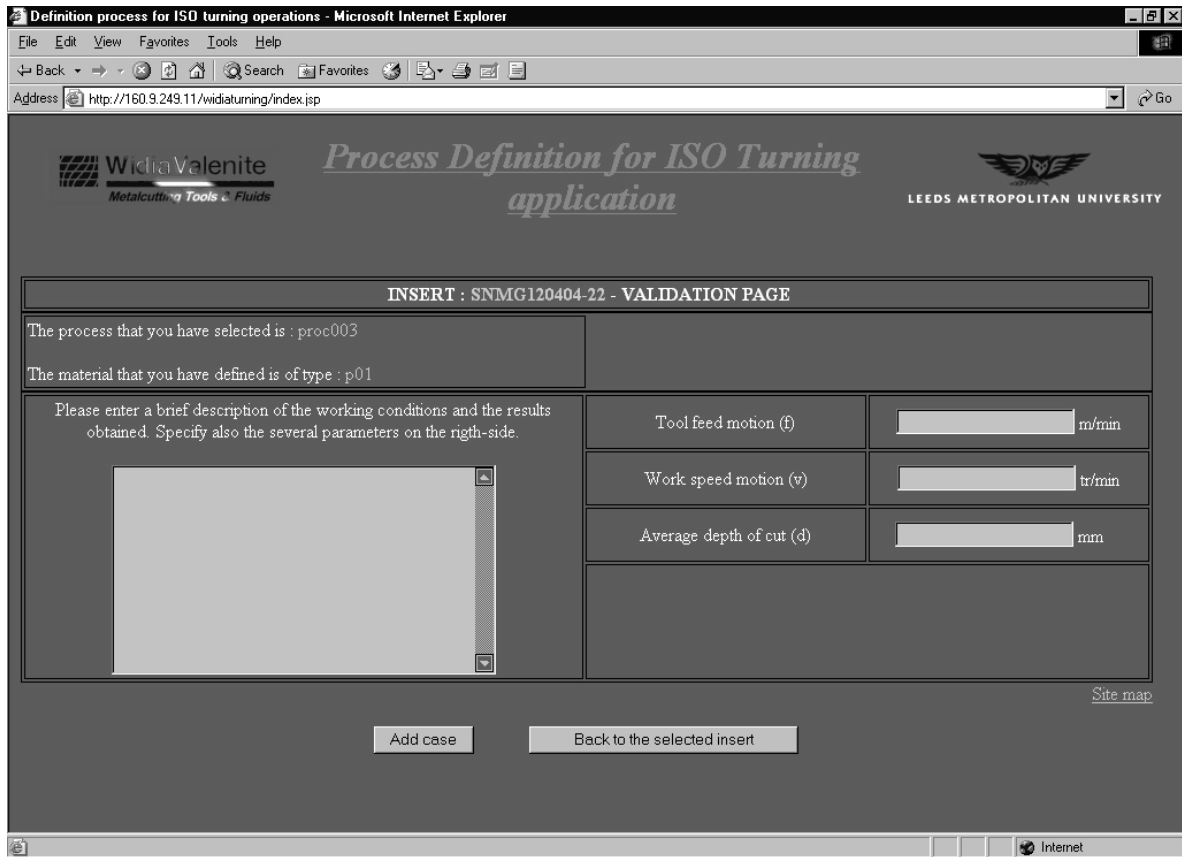 Definition process for ISO turning operations - Microsoft Internet Explorer
File Edit View Favorites Tools Help
Back Search Favorites
Address http://160.9.249.11/widiaturning/index.jsp Go
WidiaValenite
Metalcutting Tools & Fluids
Process Definition for ISO Turning
application
LEEDS METROPOLITAN UNIVERSITY
INSERT : SNMG120404-22 - VALIDATION PAGE
The process that you have selected is : proc003
The material that you have defined is of type : p01
Please enter a brief description of the working conditions and the results
obtained. Specify also the several parameters on the rigth-side.
Tool feed motion (f) m/min
Work speed motion (v) tr/min
Average depth of cut (d) mm
Site map
Add case Back to the selected insert
Internet